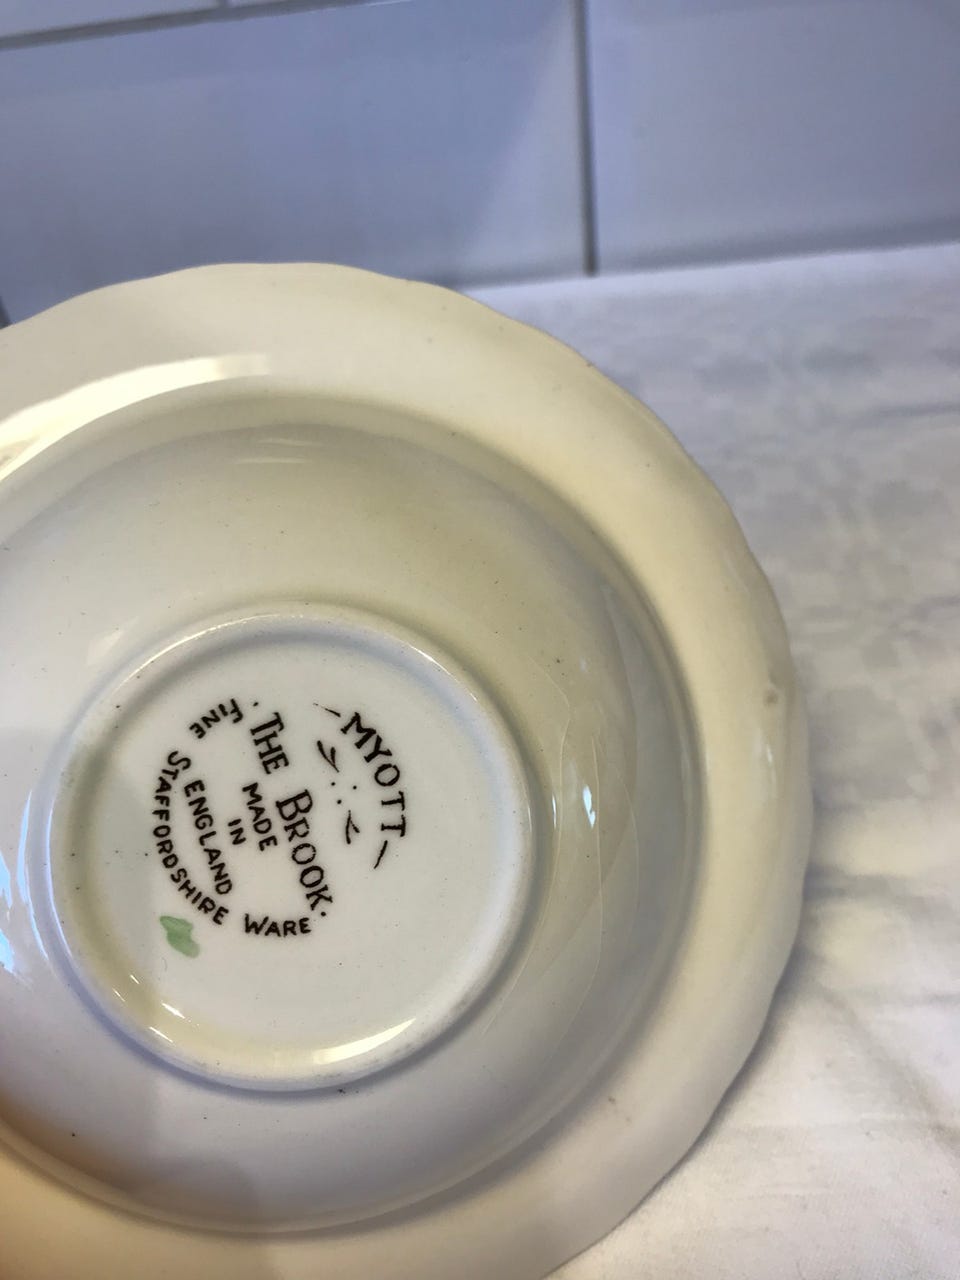 MYOTT
THE BROOK.
MADE
IN
ENGLAND
FINE STAFFORDSHIRE WARE